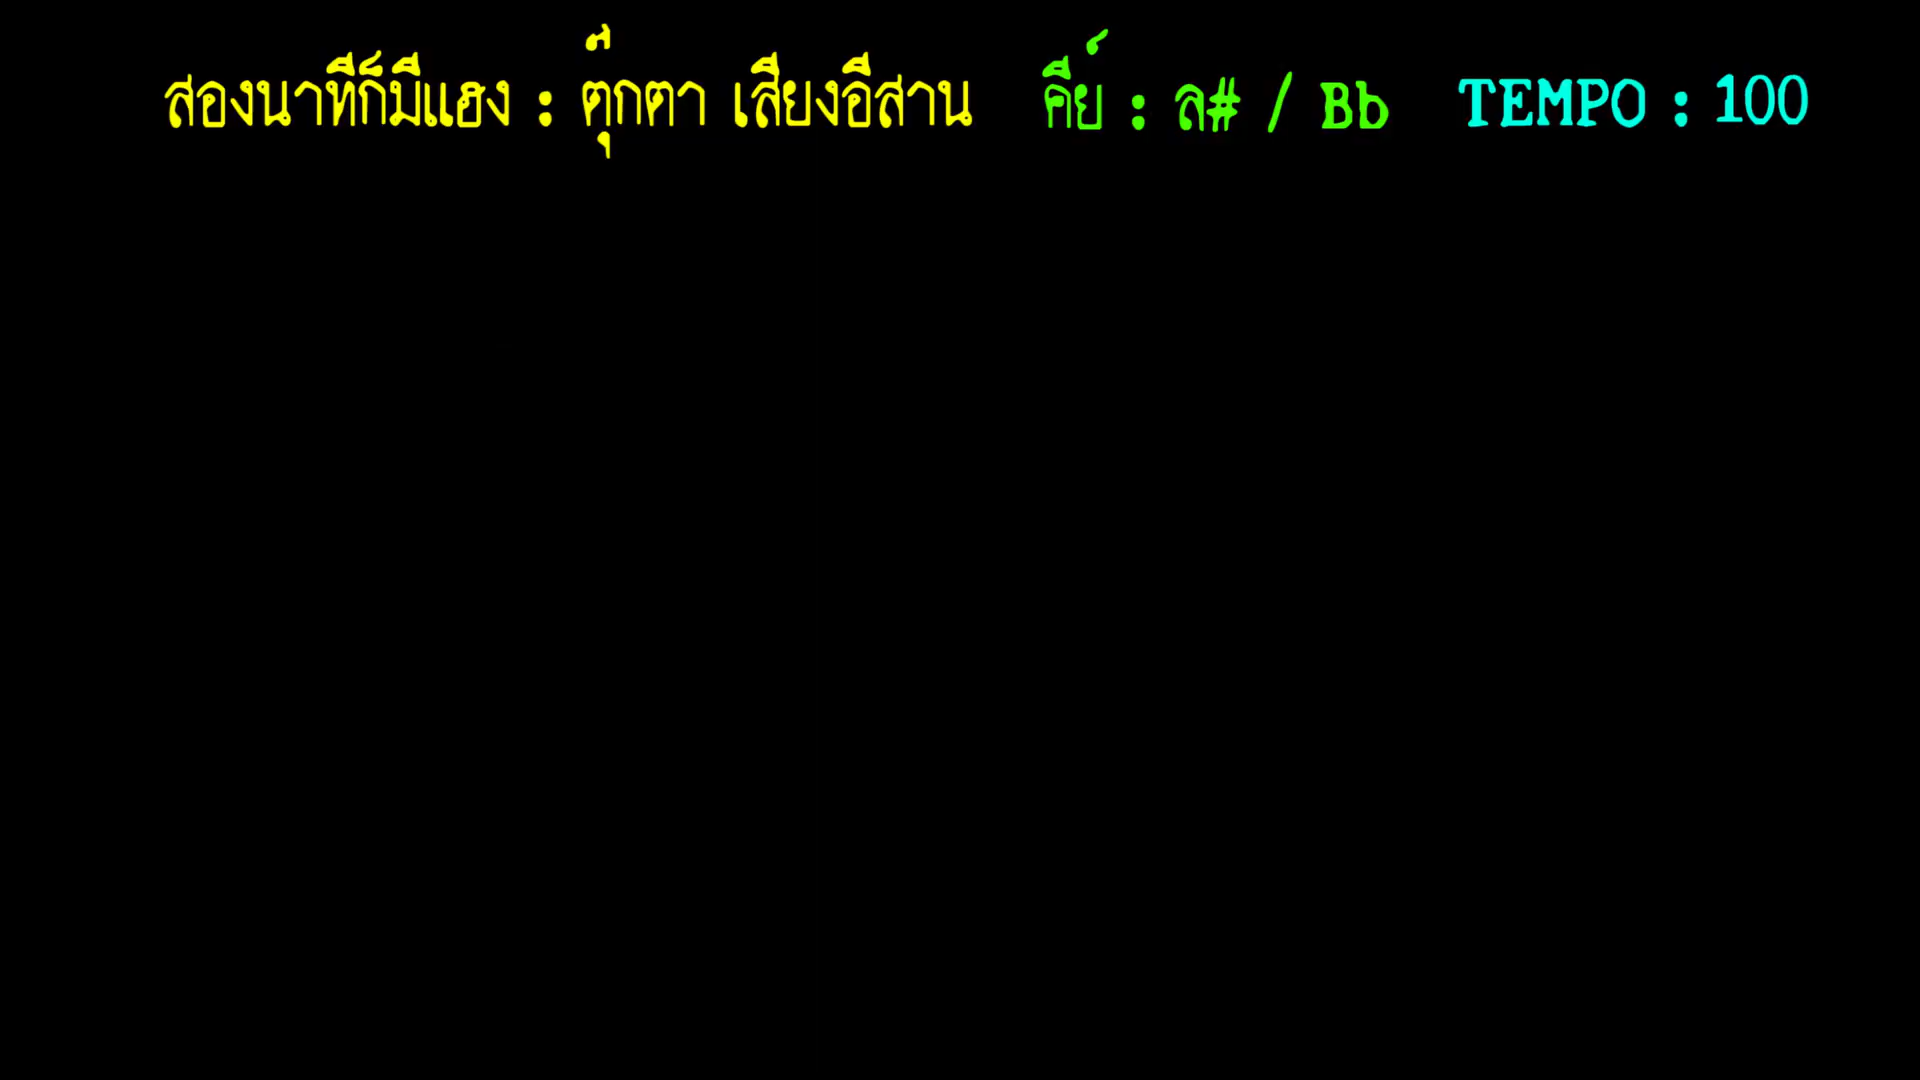 สองนาทีก็มีแฮง : ตุ๊กตา เสียงอีสาน คีย์ : ล# / Bb TEMPO : 100